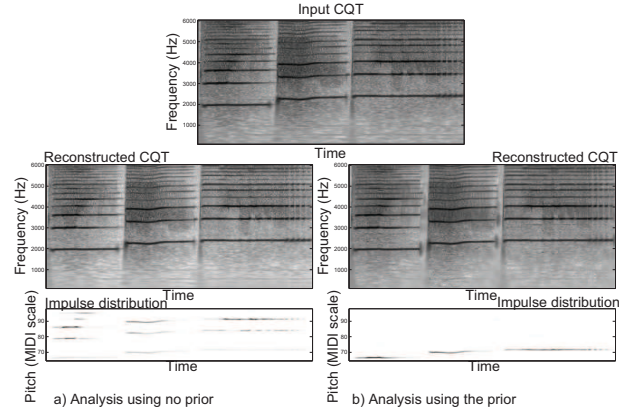 Input CQT
Frequency (Hz)
6000
5000
4000
3000
2000
1000
Time
Reconstructed CQT
Frequency (Hz)
6000
5000
4000
3000
2000
1000
Time
Reconstructed CQT
Frequency (Hz)
6000
5000
4000
3000
2000
1000
Time
Impulse distribution
Pitch (MIDI scale)
90
80
70
Time
Impulse distribution
Pitch (MIDI scale)
90
80
70
Time
a) Analysis using no prior
b) Analysis using the prior